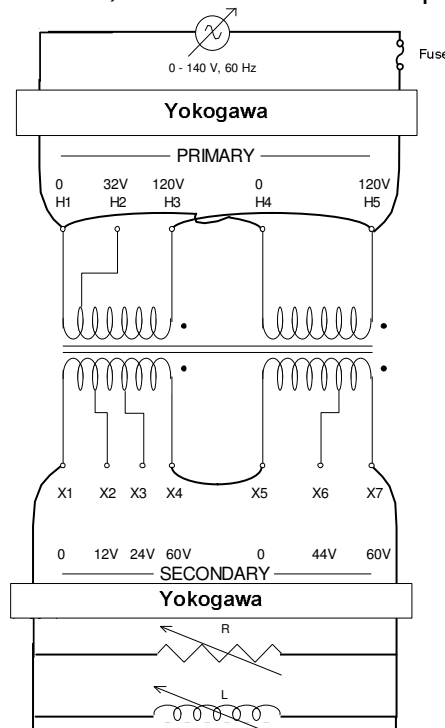 0 - 140 V, 60 Hz
Fuse
Yokogawa
PRIMARY
0 32V 120V 0 120V
H1 H2 H3 H4 H5
X1 X2 X3 X4 X5 X6 X7
0 12V 24V 60V 0 44V 60V
SECONDARY
Yokogawa
R
L